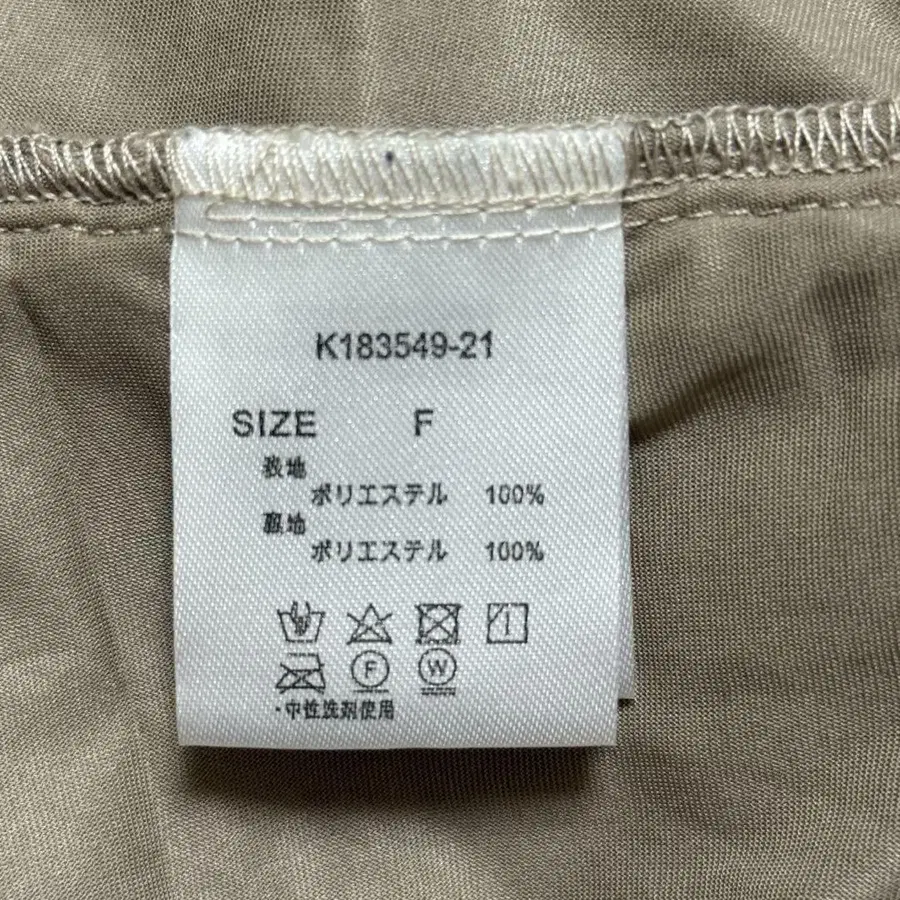 K183549-21
SIZE F
表地
ポリエステル 100%
裏地
ポリエステル 100%
F W
・中性洗剤使用